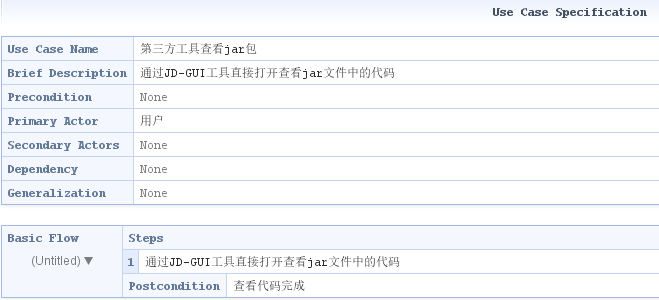 Use Case Specification
Use Case Name 第三方工具查看jar包
Brief Description 通过JD-GUI工具直接打开查看jar文件中的代码
Precondition None
Primary Actor 用户
Secondary Actors None
Dependency None
Generalization None
Basic Flow Steps
(Untitled) ▼ 1 通过JD-GUI工具直接打开查看jar文件中的代码
Postcondition 查看代码完成